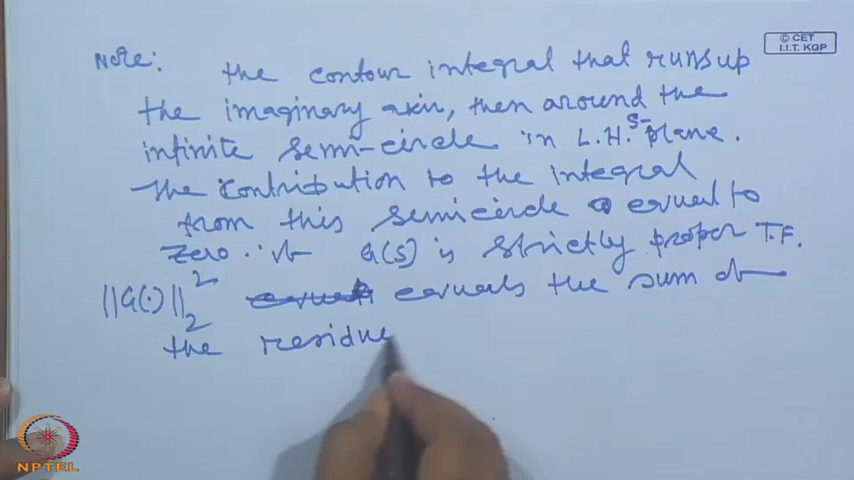 © CET
I.I.T. KGP
Note: the contour integral that runs up
the imaginary axis, then around the
infinite semi-circle in L.H. s-plane.
The contribution to the integral
from this semicircle equal to
zero if G(s) is strictly proper T.F.
||G(.)||₂² equals the sum of
the residue
NPTEL